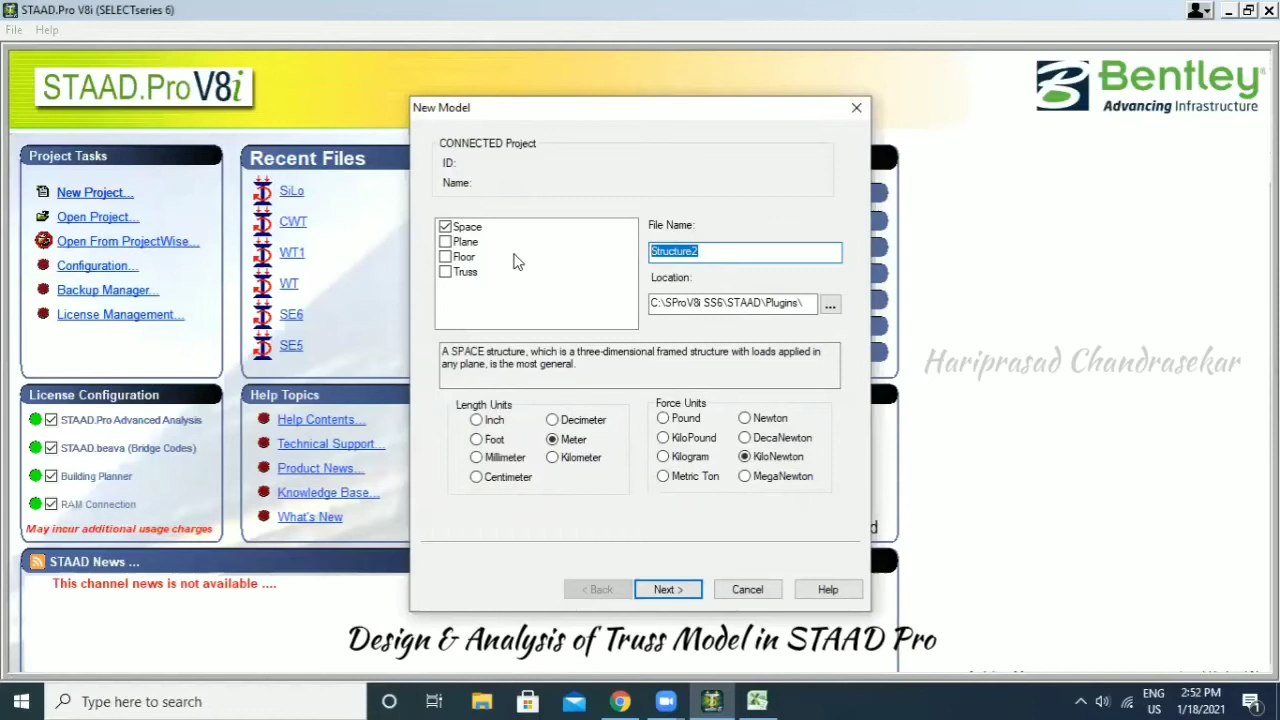 STAAD.Pro V8i (SELECTseries 6)
File Help
STAAD.Pro V8i
Bentley
Advancing Infrastructure
Project Tasks
New Project...
Open Project...
Open From ProjectWise...
Configuration...
Backup Manager...
License Management...
Recent Files
SiLo
CWT
WT1
WT
SE6
SE5
New Model
CONNECTED Project
ID:
Name:
Space
Plane
Floor
Truss
File Name:
Structure2
Location:
C:\SProV8i SS6\STAAD\Plugins\
...
A SPACE structure, which is a three-dimensional framed structure with loads applied in
any plane, is the most general.
Length Units
Inch
Foot
Millimeter
Centimeter
Decimeter
Meter
Kilometer
Force Units
Pound
KiloPound
Kilogram
Metric Ton
Newton
DecaNewton
KiloNewton
MegaNewton
< Back Next > Cancel Help
Hariprasad Chandrasekar
License Configuration
STAAD.Pro Advanced Analysis
STAAD.beava (Bridge Codes)
Building Planner
RAM Connection
May incur additional usage charges
Help Topics
Help Contents...
Technical Support...
Product News...
Knowledge Base...
What's New
d
STAAD News ...
This channel news is not available ....
Design & Analysis of Truss Model in STAAD Pro
Type here to search
ENG
US
2:52 PM
1/18/2021
1